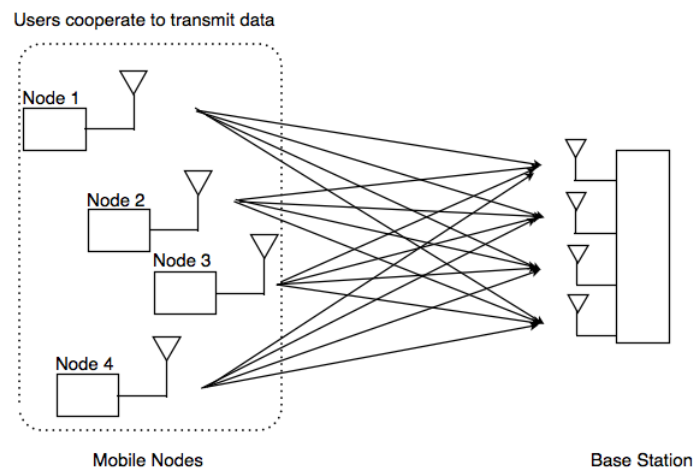 Users cooperate to transmit data
Node 1
Node 2
Node 3
Node 4
Mobile Nodes
Base Station